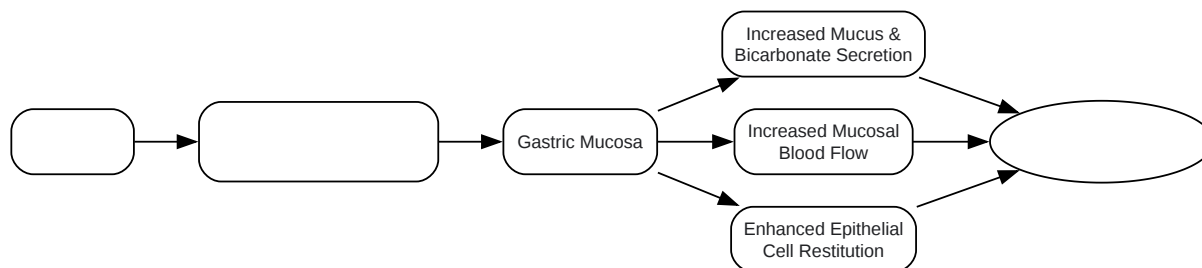 Gastric Mucosa
Increased Mucus &
Bicarbonate Secretion
Increased Mucosal
Blood Flow
Enhanced Epithelial
Cell Restitution